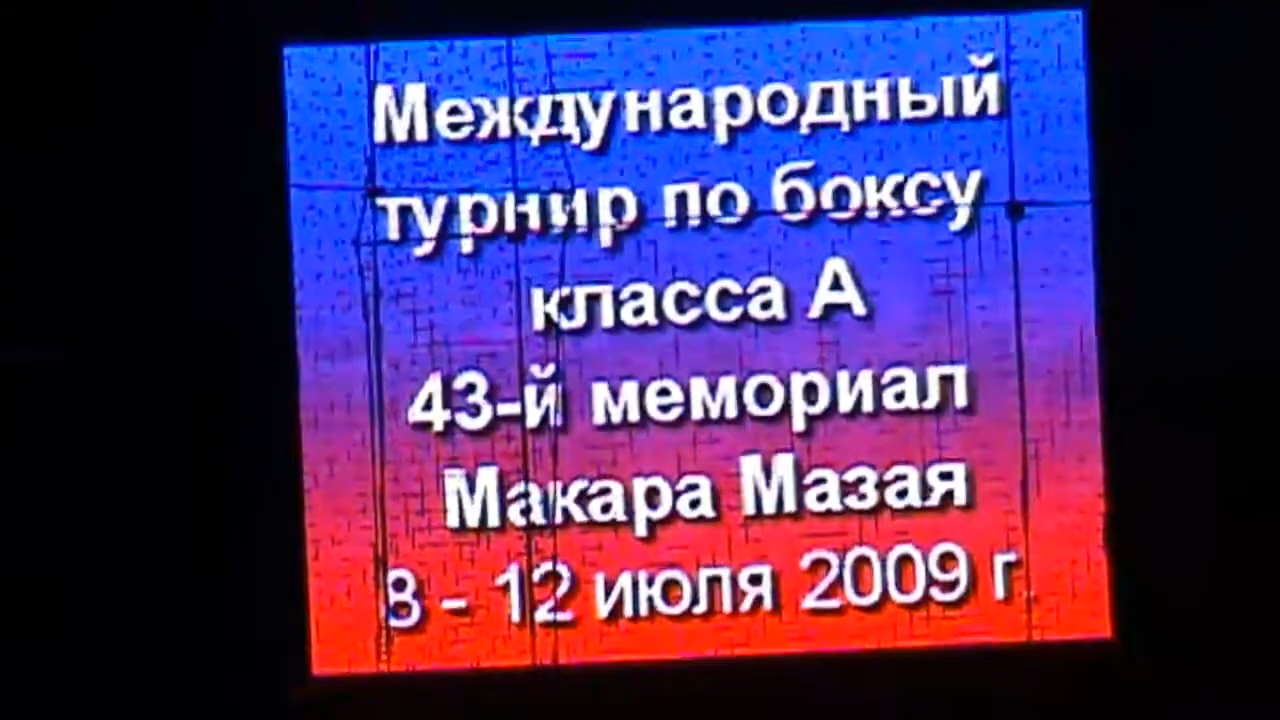 Международный
турнир по боксу
класса А
43-й мемориал
Макара Мазая
8 - 12 июля 2009 г.